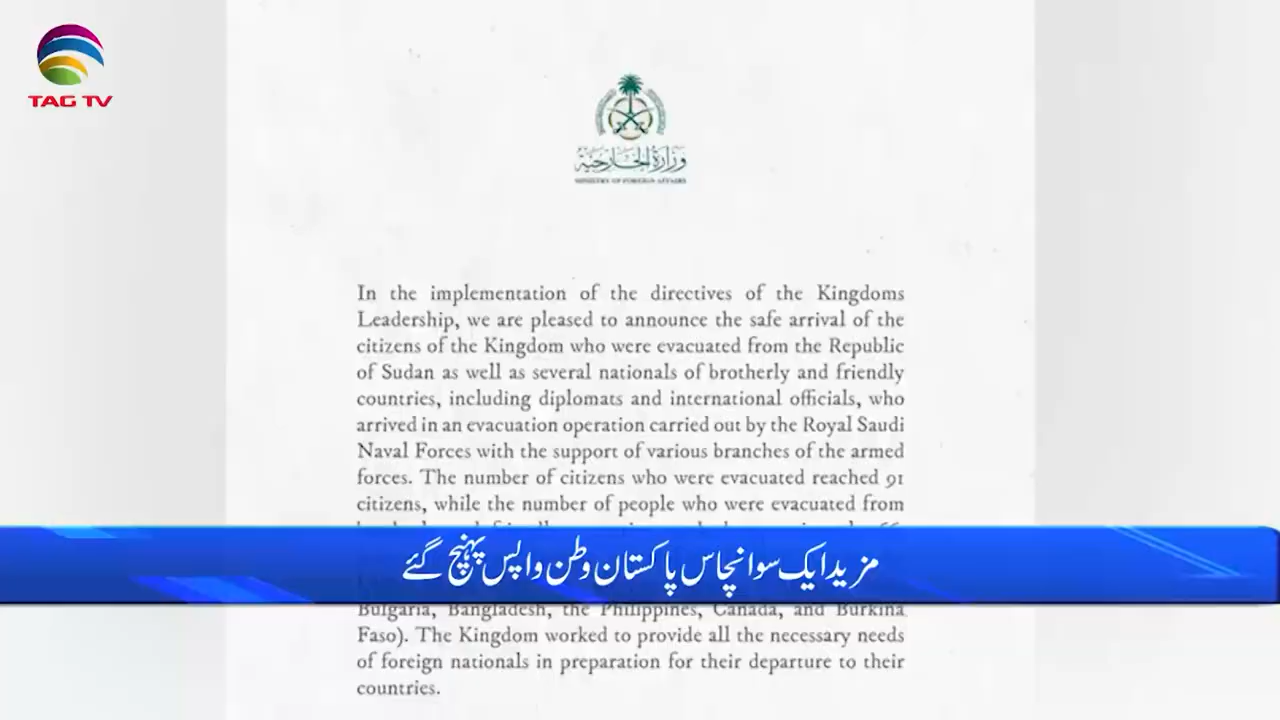 TAG TV
وزارة الخارجية
MINISTRY OF FOREIGN AFFAIRS
In the implementation of the directives of the Kingdoms
Leadership, we are pleased to announce the safe arrival of the
citizens of the Kingdom who were evacuated from the Republic
of Sudan as well as several nationals of brotherly and friendly
countries, including diplomats and international officials, who
arrived in an evacuation operation carried out by the Royal Saudi
Naval Forces with the support of various branches of the armed
forces. The number of citizens who were evacuated reached 91
citizens, while the number of people who were evacuated from
مزید ایک سو انچاس پاکستان وطن واپس پہنچ گئے
Bulgaria, Bangladesh, the Philippines, Canada, and Burkina
Faso). The Kingdom worked to provide all the necessary needs
of foreign nationals in preparation for their departure to their
countries.